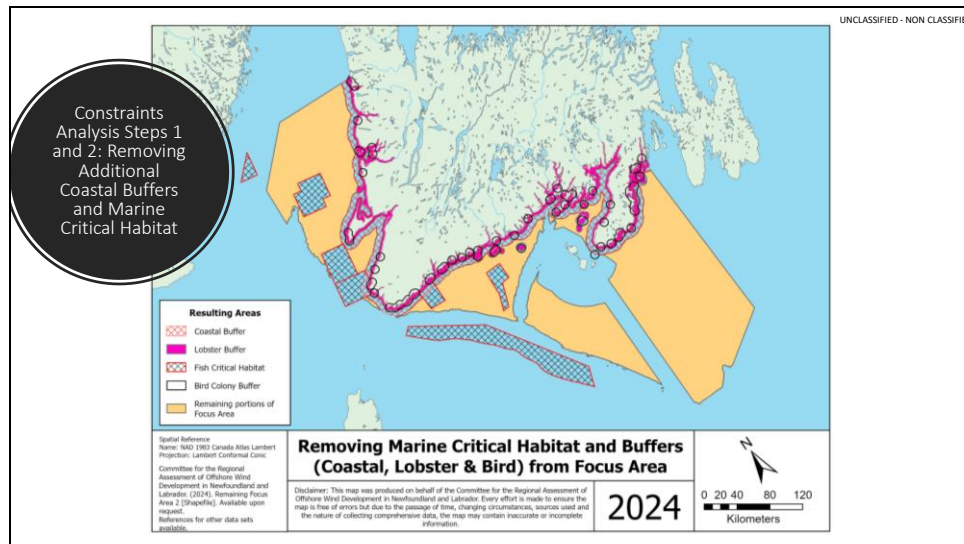 UNCLASSIFIED - NON CLASSIFIÉ
Constraints
Analysis Steps 1
and 2: Removing
Additional
Coastal Buffers
and Marine
Critical Habitat
Resulting Areas
Coastal Buffer
Lobster Buffer
Fish Critical Habitat
Bird Colony Buffer
Remaining portions of
Focus Area
Spatial Reference
Name: NAD 1983 Canada Atlas Lambert
Projection: Lambert Conformal Conic
Committee for the Regional
Assessment of Offshore Wind
Development in Newfoundland and
Labrador. (2024). Remaining Focus
Area 2 [Shapefile]. Available upon
request.
References for other data sets
available.
Removing Marine Critical Habitat and Buffers
(Coastal, Lobster & Bird) from Focus Area
Disclaimer: This map was produced on behalf of the Committee for the Regional Assessment of
Offshore Wind Development in Newfoundland and Labrador. Every effort is made to ensure the
map is free of errors but due to the passage of time, changing circumstances, sources used and
the nature of collecting comprehensive data, the map may contain inaccurate or incomplete
information.
2024
N
0 20 40 80 120
Kilometers